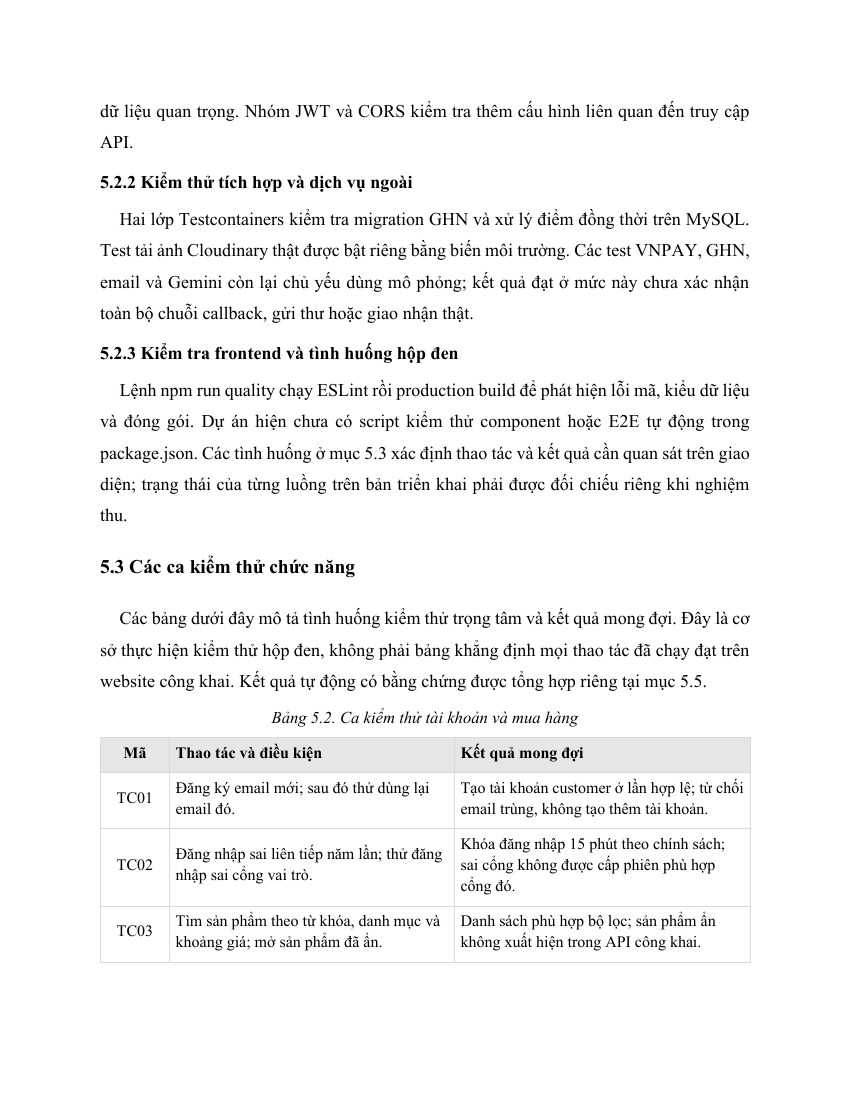 dữ liệu quan trọng. Nhóm JWT và CORS kiểm tra thêm cấu hình liên quan đến truy cập
API.
5.2.2 Kiểm thử tích hợp và dịch vụ ngoài
Hai lớp Testcontainers kiểm tra migration GHN và xử lý điểm đồng thời trên MySQL.
Test tải ảnh Cloudinary thật được bật riêng bằng biến môi trường. Các test VNPAY, GHN,
email và Gemini còn lại chủ yếu dùng mô phỏng; kết quả đạt ở mức này chưa xác nhận
toàn bộ chuỗi callback, gửi thư hoặc giao nhận thật.
5.2.3 Kiểm tra frontend và tình huống hộp đen
Lệnh npm run quality chạy ESLint rồi production build để phát hiện lỗi mã, kiểu dữ liệu
và đóng gói. Dự án hiện chưa có script kiểm thử component hoặc E2E tự động trong
package.json. Các tình huống ở mục 5.3 xác định thao tác và kết quả cần quan sát trên giao
diện; trạng thái của từng luồng trên bản triển khai phải được đối chiếu riêng khi nghiệm
thu.
5.3 Các ca kiểm thử chức năng
Các bảng dưới đây mô tả tình huống kiểm thử trọng tâm và kết quả mong đợi. Đây là cơ
sở thực hiện kiểm thử hộp đen, không phải bảng khẳng định mọi thao tác đã chạy đạt trên
website công khai. Kết quả tự động có bằng chứng được tổng hợp riêng tại mục 5.5.
Bảng 5.2. Ca kiểm thử tài khoản và mua hàng
Mã Thao tác và điều kiện Kết quả mong đợi
TC01
Đăng ký email mới; sau đó thử dùng lại
email đó.
Tạo tài khoản customer ở lần hợp lệ; từ chối
email trùng, không tạo thêm tài khoản.
TC02
Đăng nhập sai liên tiếp năm lần; thử đăng
nhập sai cổng vai trò.
Khóa đăng nhập 15 phút theo chính sách;
sai cổng không được cấp phiên phù hợp
cổng đó.
TC03
Tìm sản phẩm theo từ khóa, danh mục và
khoảng giá; mở sản phẩm đã ẩn.
Danh sách phù hợp bộ lọc; sản phẩm ẩn
không xuất hiện trong API công khai.